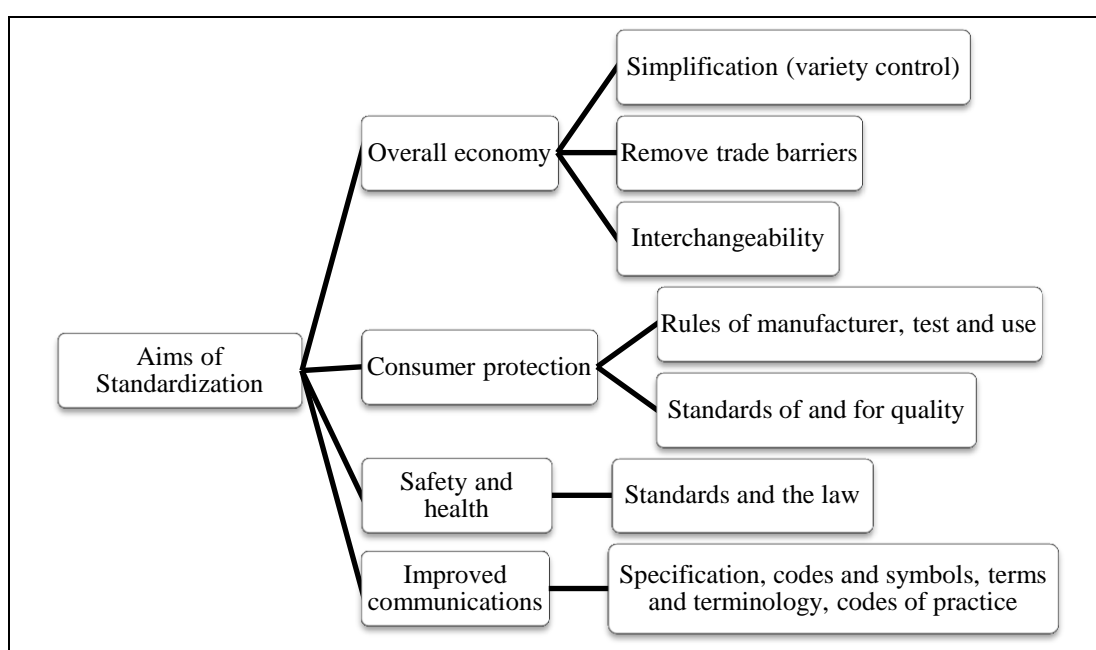 Aims of
Standardization
Overall economy
Simplification (variety control)
Remove trade barriers
Interchangeability
Consumer protection
Rules of manufacturer, test and use
Standards of and for quality
Safety and
health
Standards and the law
Improved
communications
Specification, codes and symbols, terms
and terminology, codes of practice